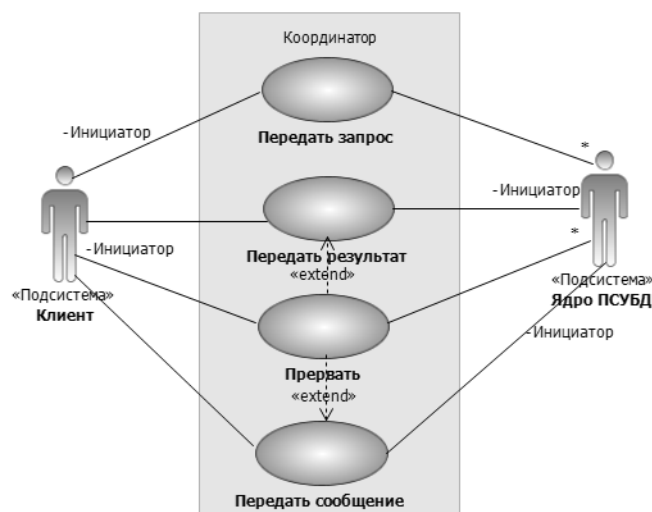 Координатор
-Инициатор
Передать запрос
*
-Инициатор
*
Передать результат
-Инициатор
«extend»
«Подсистема»
Клиент
«Подсистема»
Ядро ПСУБД
-Инициатор
Прервать
«extend»
Передать сообщение